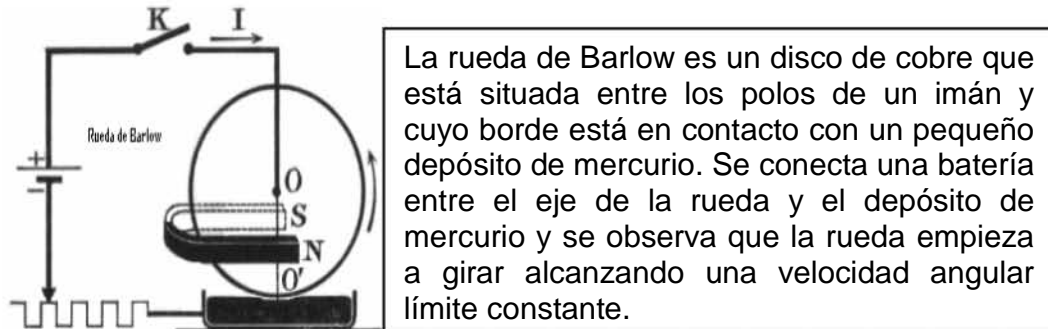 K
I
Rueda de Barlow
+
−
O
S
N
O'
La rueda de Barlow es un disco de cobre que
está situada entre los polos de un imán y
cuyo borde está en contacto con un pequeño
depósito de mercurio. Se conecta una batería
entre el eje de la rueda y el depósito de
mercurio y se observa que la rueda empieza
a girar alcanzando una velocidad angular
límite constante.